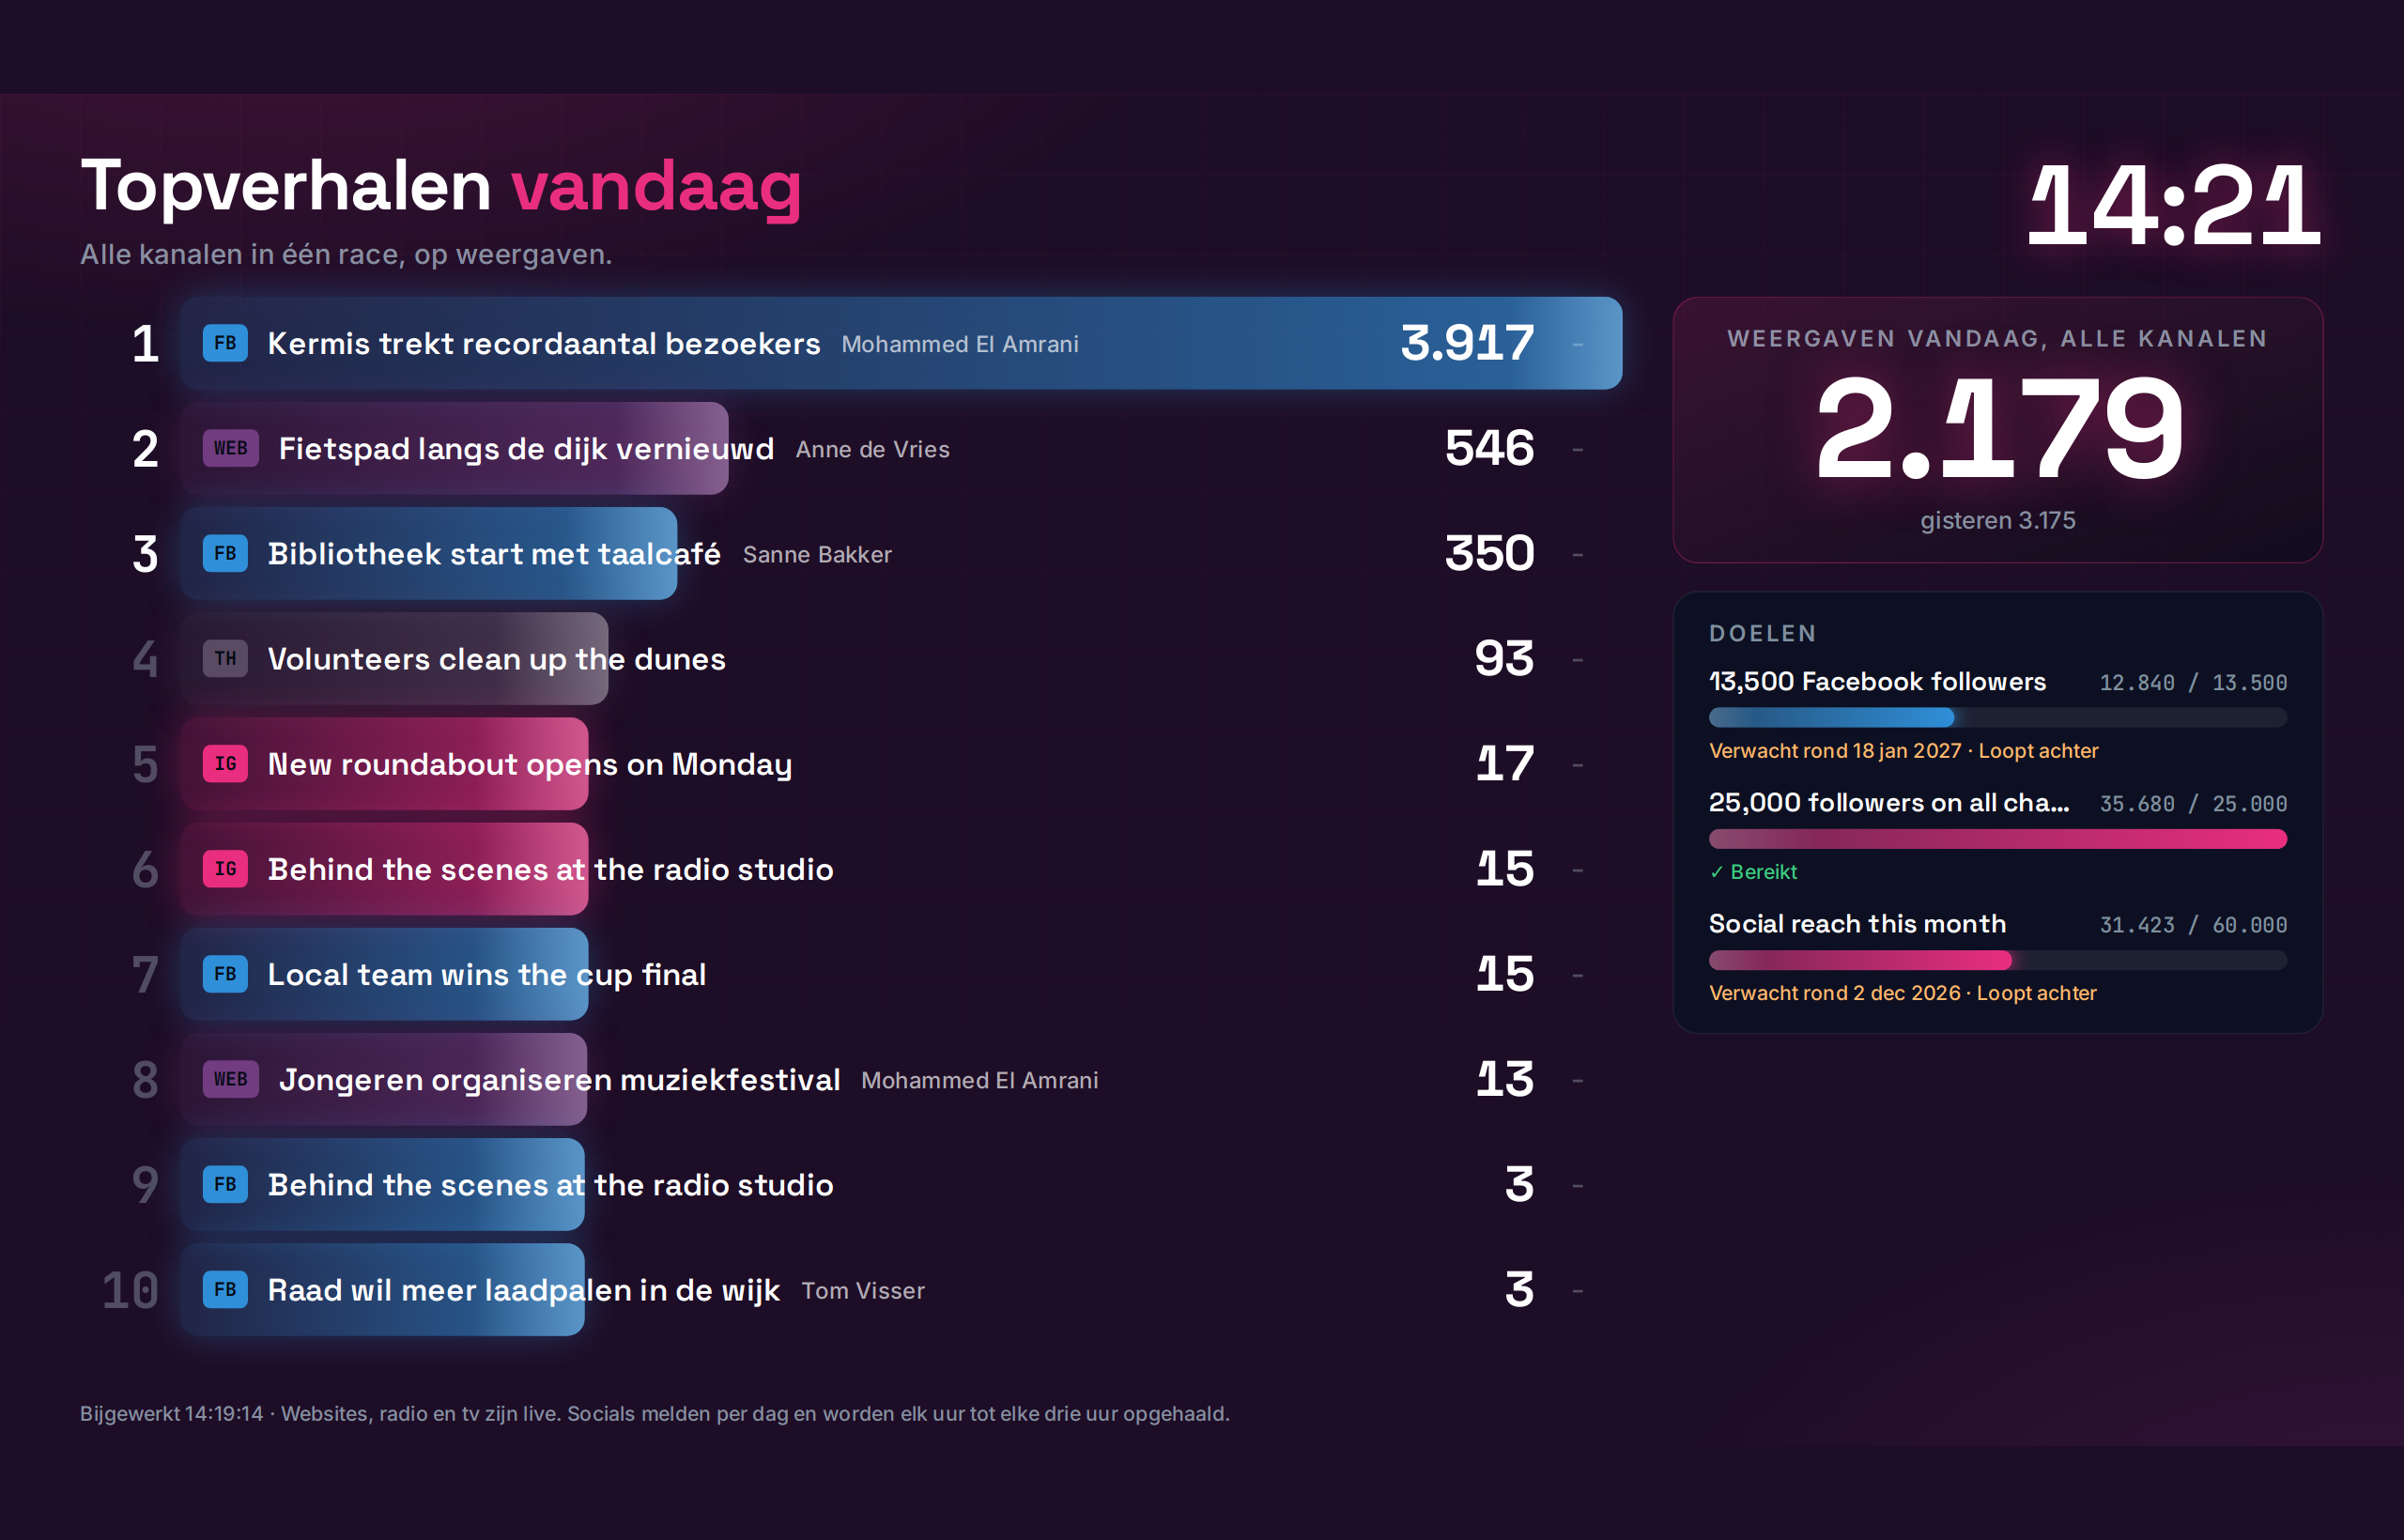 Topverhalen vandaag
Alle kanalen in één race, op weergaven.
14:21
1 FB Kermis trekt recordaantal bezoekers Mohammed El Amrani 3.917 -
2 WEB Fietspad langs de dijk vernieuwd Anne de Vries 546 -
3 FB Bibliotheek start met taalcafé Sanne Bakker 350 -
4 TH Volunteers clean up the dunes 93 -
5 IG New roundabout opens on Monday 17 -
6 IG Behind the scenes at the radio studio 15 -
7 FB Local team wins the cup final 15 -
8 WEB Jongeren organiseren muziekfestival Mohammed El Amrani 13 -
9 FB Behind the scenes at the radio studio 3 -
10 FB Raad wil meer laadpalen in de wijk Tom Visser 3 -
WEERGAVEN VANDAAG, ALLE KANALEN
2.179
gisteren 3.175
DOELEN
13,500 Facebook followers 12.840 / 13.500
Verwacht rond 18 jan 2027 · Loopt achter
25,000 followers on all cha... 35.680 / 25.000
✓ Bereikt
Social reach this month 31.423 / 60.000
Verwacht rond 2 dec 2026 · Loopt achter
Bijgewerkt 14:19:14 · Websites, radio en tv zijn live. Socials melden per dag en worden elk uur tot elke drie uur opgehaald.